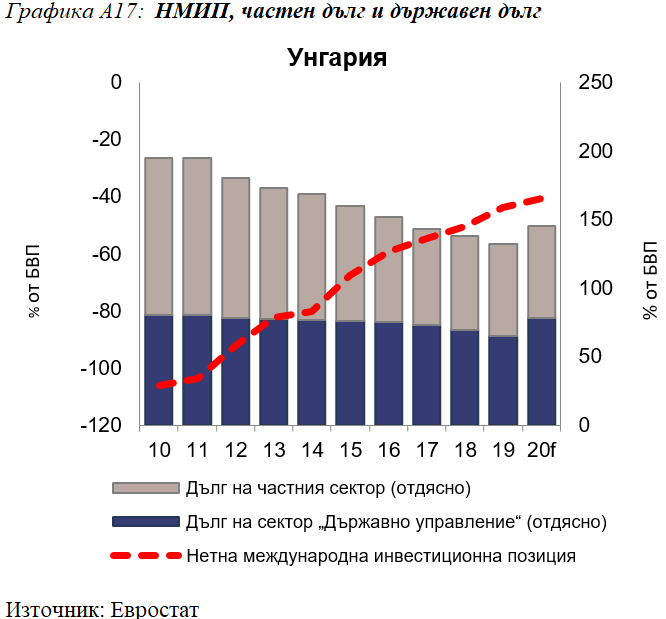 Графика А17: НМИП, частен дълг и държавен дълг
Унгария
0
-20
-40
-60
-80
-100
-120
% от БВП
250
200
150
100
50
0
% от БВП
10 11 12 13 14 15 16 17 18 19 20f
Дълг на частния сектор (отдясно)
Дълг на сектор „Държавно управление“ (отдясно)
Нетна международна инвестиционна позиция
Източник: Евростат